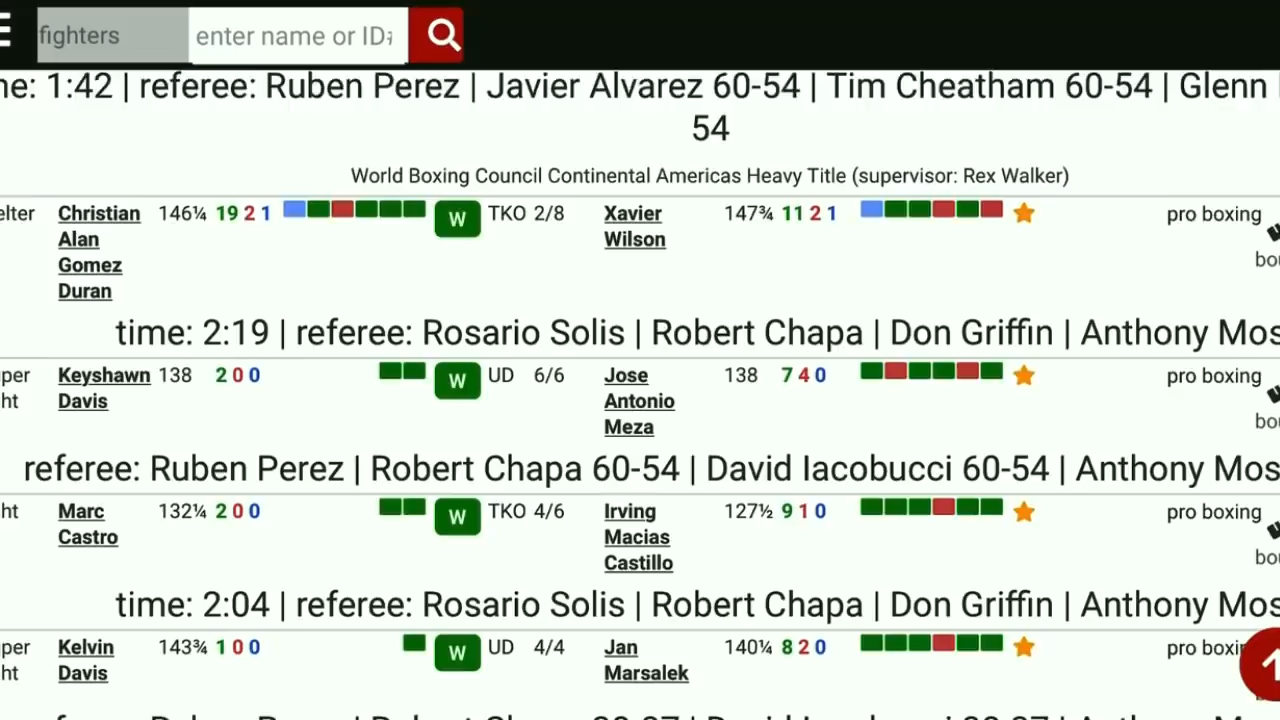 fighters enter name or ID
ne: 1:42 | referee: Ruben Perez | Javier Alvarez 60-54 | Tim Cheatham 60-54 | Glenn
54
World Boxing Council Continental Americas Heavy Title (supervisor: Rex Walker)
elter Christian 146¼ 19 2 1 W TKO 2/8 Xavier 147¾ 11 2 1 pro boxing
Alan Wilson
Gomez bou
Duran
time: 2:19 | referee: Rosario Solis | Robert Chapa | Don Griffin | Anthony Mos
per Keyshawn 138 2 0 0 W UD 6/6 Jose 138 7 4 0 pro boxing
ht Davis Antonio
Meza bou
referee: Ruben Perez | Robert Chapa 60-54 | David Iacobucci 60-54 | Anthony Mos
ht Marc 132¼ 2 0 0 W TKO 4/6 Irving 127½ 9 1 0 pro boxing
Castro Macias
Castillo bou
time: 2:04 | referee: Rosario Solis | Robert Chapa | Don Griffin | Anthony Mos
per Kelvin 143¾ 1 0 0 W UD 4/4 Jan 140¼ 8 2 0 pro boxin
ht Davis Marsalek